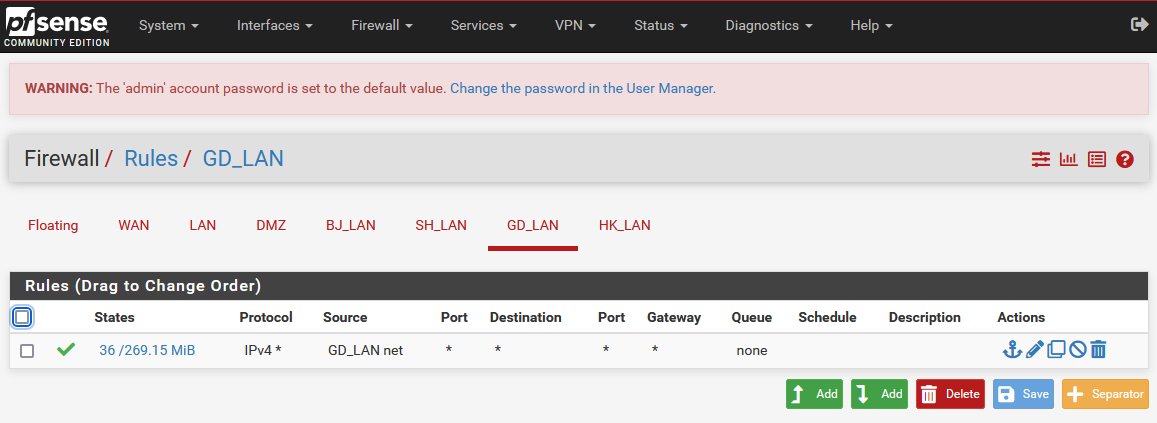 pfsense
COMMUNITY EDITION
System Interfaces Firewall Services VPN Status Diagnostics Help
WARNING: The 'admin' account password is set to the default value. Change the password in the User Manager.
Firewall / Rules / GD_LAN
Floating WAN LAN DMZ BJ_LAN SH_LAN GD_LAN HK_LAN
Rules (Drag to Change Order)
States Protocol Source Port Destination Port Gateway Queue Schedule Description Actions
36 /269.15 MiB IPv4 * GD_LAN net * * * * none
Add Add Delete Save Separator